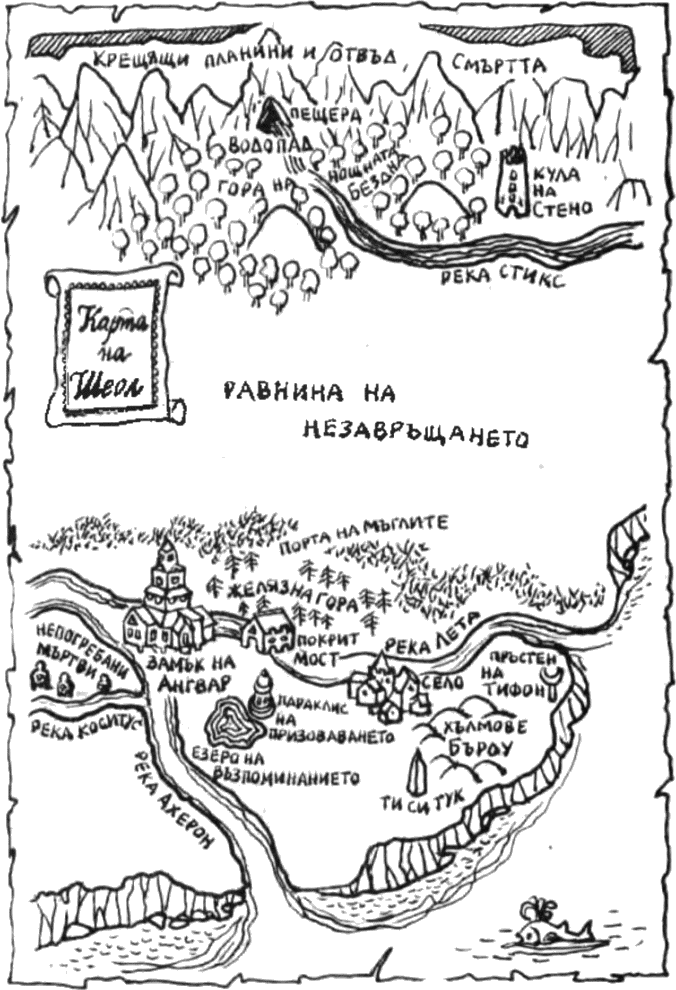 КРЕЩЯЩИ ПЛАНИНИ И ОТВЪД СМЪРТТА
ПЕЩЕРА
ВОДОПАД
ГОРА НА
НОЩНАТА
БЕЗДНА
КУЛА
НА
СТЕНО
РЕКА СТИКС
Карта
на
Шеол
РАВНИНА НА
НЕЗАВРЪЩАНЕТО
ПОРТА НА МЪГЛИТЕ
ЖЕЛЯЗНА ГОРА
НЕПОГРЕБАНИ
МЪРТВИ
ЗАМЪК НА
АНГВАР
ПОКРИТ
МОСТ
РЕКА ЛЕТА
ПРЪСТЕН
НА
ТИФОН
СЕЛО
ПАРАКЛИС
НА
ПРИЗОВАВАНЕТО
ХЪЛМОВЕ
БЪРОУ
РЕКА КОСИТУС
ЕЗЕРО НА
ВЪЗПОМИНАНИЕТО
ТИ СИ ТУК
РЕКА АХЕРОН